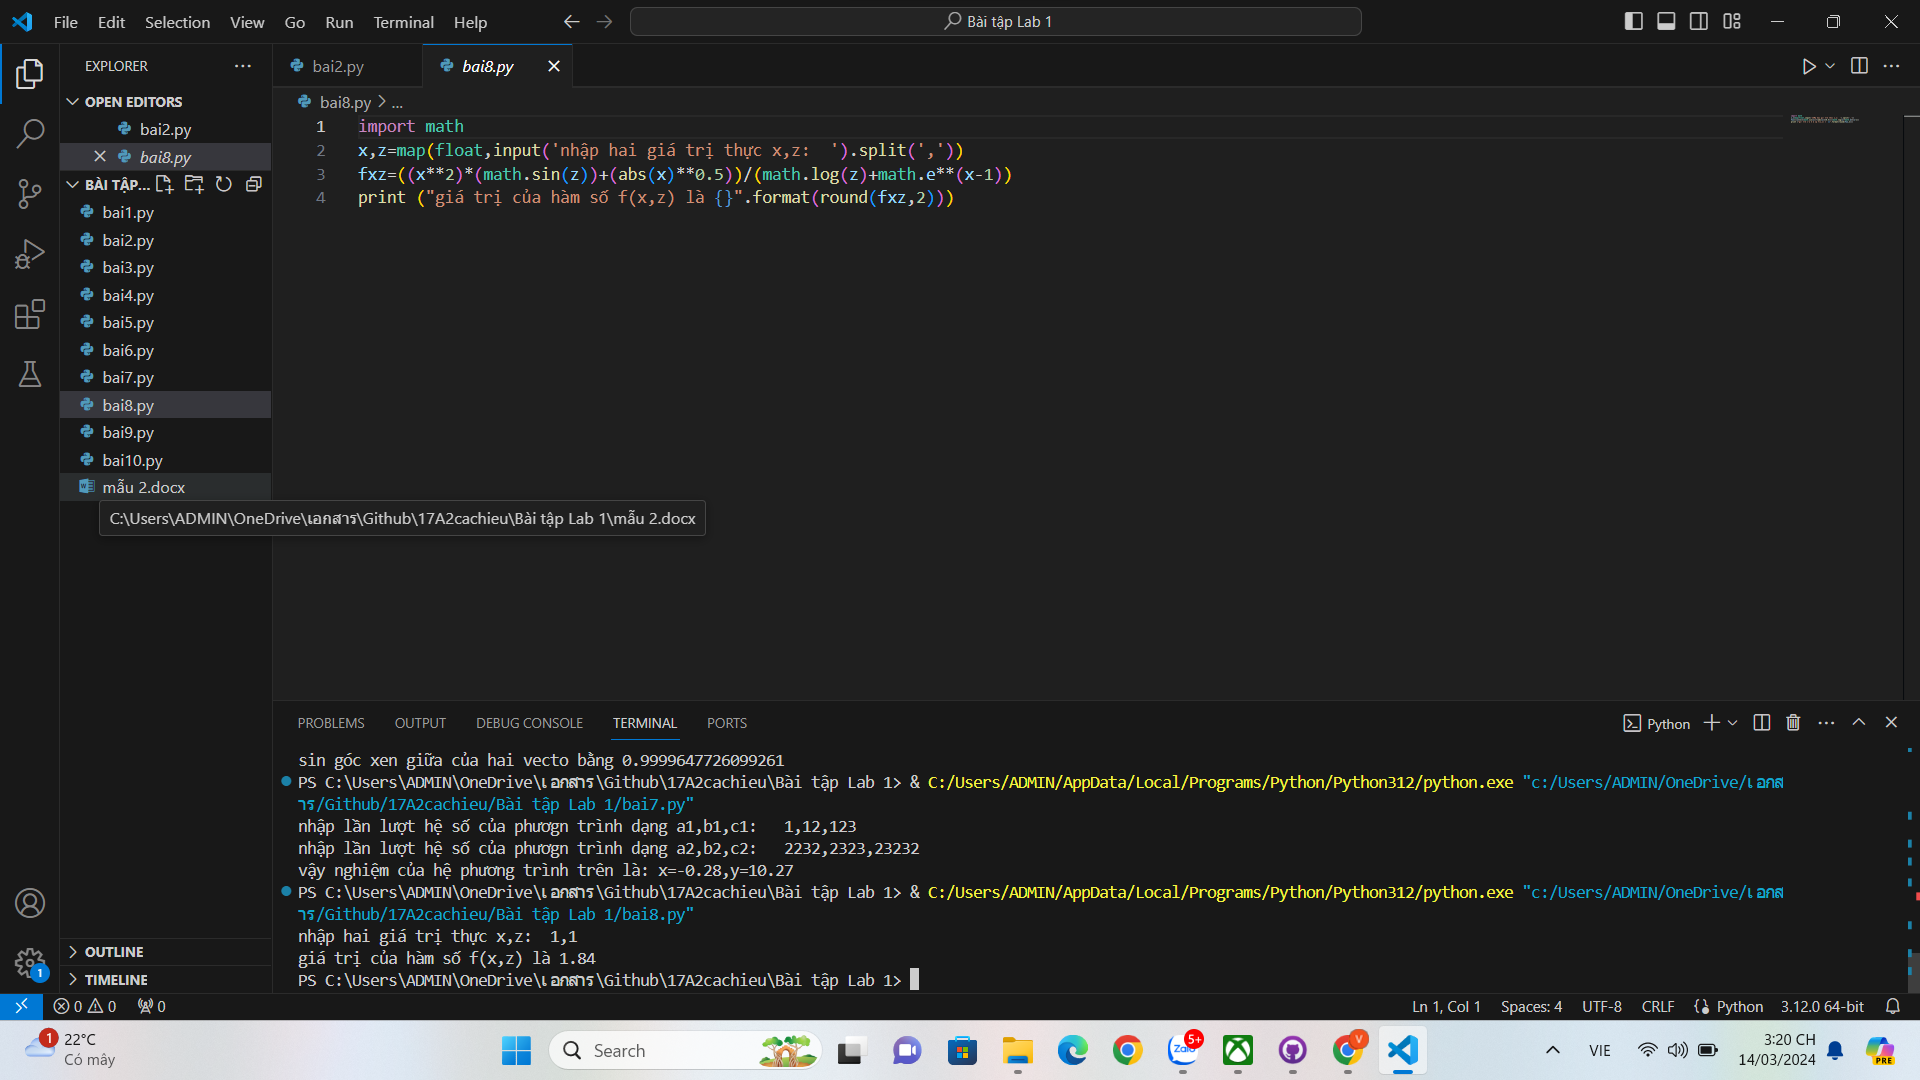 File Edit Selection View Go Run Terminal Help
Bài tập Lab 1
EXPLORER
OPEN EDITORS
bai2.py
bai8.py
BÀI TẬP...
bai1.py
bai2.py
bai3.py
bai4.py
bai5.py
bai6.py
bai7.py
bai8.py
bai9.py
bai10.py
mẫu 2.docx
C:\Users\ADMIN\OneDrive\เอกสาร\Github\17A2cachieu\Bài tập Lab 1\mẫu 2.docx
OUTLINE
TIMELINE
bai2.py
bai8.py
bai8.py > ...
1 import math
2 x,z=map(float,input('nhập hai giá trị thực x,z:  ').split(','))
3 fxz=((x**2)*(math.sin(z))+(abs(x)**0.5))/(math.log(z)+math.e**(x-1))
4 print ("giá trị của hàm số f(x,z) là {}".format(round(fxz,2)))
PROBLEMS OUTPUT DEBUG CONSOLE TERMINAL PORTS
Python
sin góc xen giữa của hai vecto bằng 0.9999647726099261
PS C:\Users\ADMIN\OneDrive\เอกสาร\Github\17A2cachieu\Bài tập Lab 1> & C:/Users/ADMIN/AppData/Local/Programs/Python/Python312/python.exe "c:/Users/ADMIN/OneDrive/เอกส
าร/Github/17A2cachieu/Bài tập Lab 1/bai7.py"
nhập lần lượt hệ số của phươgn trình dạng a1,b1,c1:   1,12,123
nhập lần lượt hệ số của phươgn trình dạng a2,b2,c2:   2232,2323,23232
vậy nghiệm của hệ phương trình trên là: x=-0.28,y=10.27
PS C:\Users\ADMIN\OneDrive\เอกสาร\Github\17A2cachieu\Bài tập Lab 1> & C:/Users/ADMIN/AppData/Local/Programs/Python/Python312/python.exe "c:/Users/ADMIN/OneDrive/เอกส
าร/Github/17A2cachieu/Bài tập Lab 1/bai8.py"
nhập hai giá trị thực x,z:  1,1
giá trị của hàm số f(x,z) là 1.84
PS C:\Users\ADMIN\OneDrive\เอกสาร\Github\17A2cachieu\Bài tập Lab 1>
1
0 0 0
Ln 1, Col 1 Spaces: 4 UTF-8 CRLF Python 3.12.0 64-bit
1
22°C
Có mây
Search
Zalo
5+
V
VIE
3:20 CH
14/03/2024
PRE